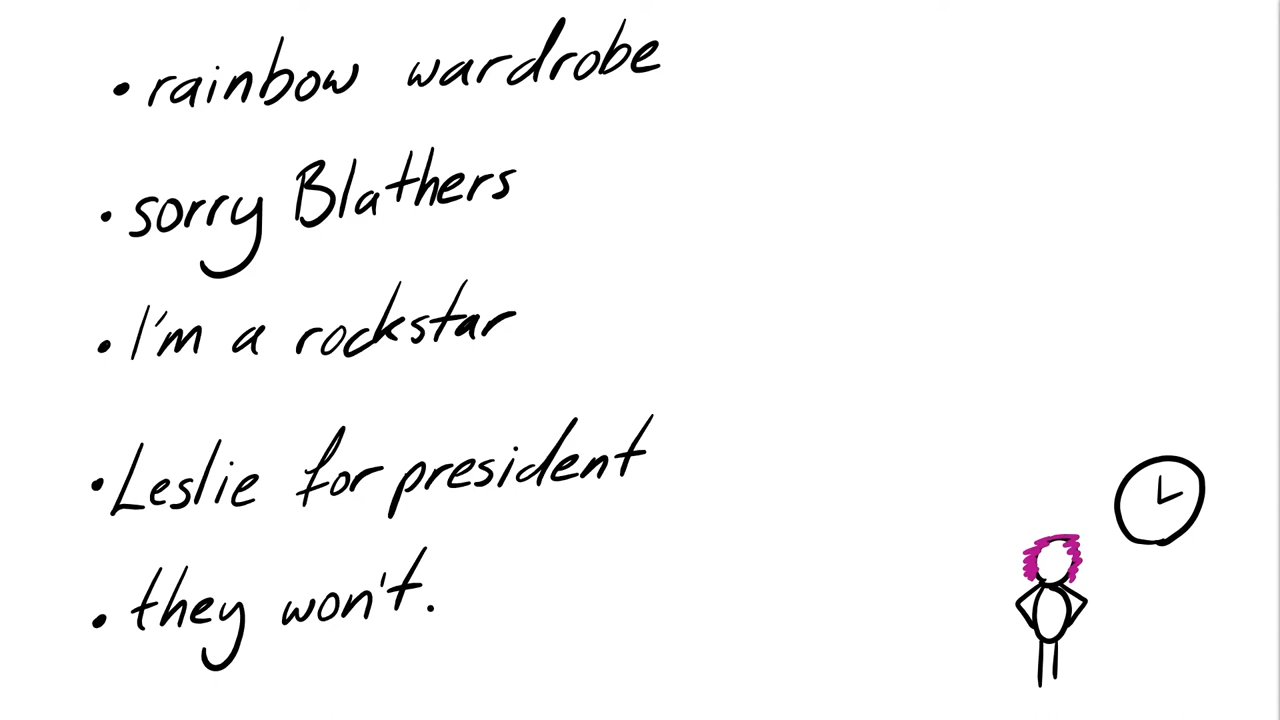 • rainbow wardrobe
• sorry Blathers
• I'm a rockstar
• Leslie for president
• they won't.